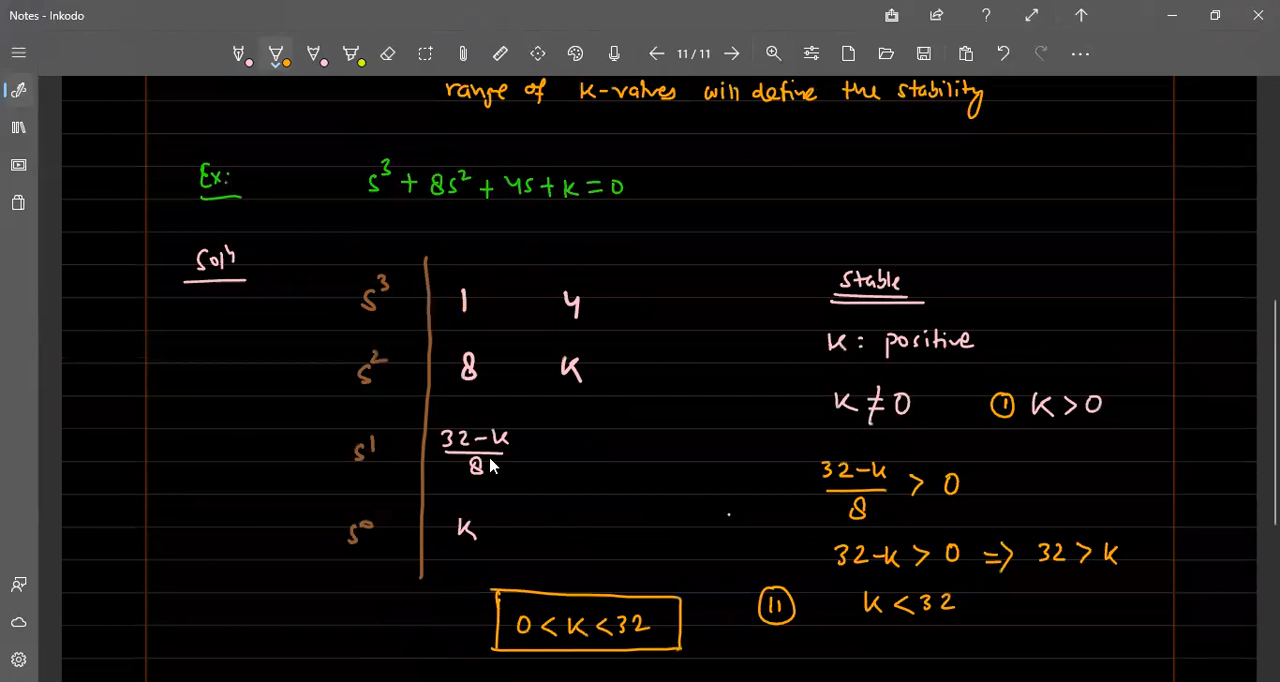 Notes - Inkodo
11 / 11
range of K-values will define the stability
Ex: s³ + 8s² + 4s + K = 0
Solⁿ
s³ 1 4
s² 8 K
s¹ 32-K/8
s⁰ K
0 < K < 32
Stable
K: positive
K ≠ 0 ① K > 0
32-K/8 > 0
32-K > 0 => 32 > K
⑪ K < 32